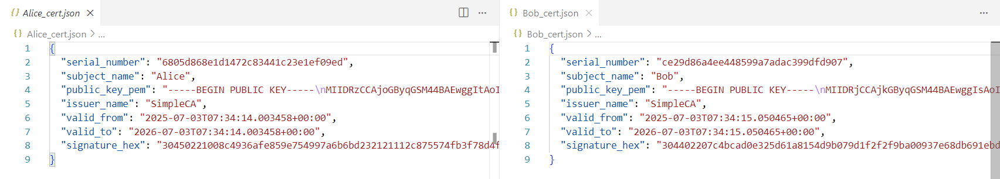 Alice_cert.json
Alice_cert.json > ...
1 {
2 "serial_number": "6805d868e1d1472c83441c23e1ef09ed",
3 "subject_name": "Alice",
4 "public_key_pem": "-----BEGIN PUBLIC KEY-----\nMIIDRzCCAjoGByqGSM44BAEwggItAoI
5 "issuer_name": "SimpleCA",
6 "valid_from": "2025-07-03T07:34:14.003458+00:00",
7 "valid_to": "2026-07-03T07:34:14.003458+00:00",
8 "signature_hex": "30450221008c4936afe859e754997a6b6bd232121112c875574fb3f78d4f
9 }
Bob_cert.json
Bob_cert.json > ...
1 {
2 "serial_number": "ce29d86a4ee448599a7adac399dfd907",
3 "subject_name": "Bob",
4 "public_key_pem": "-----BEGIN PUBLIC KEY-----\nMIIDRjCCAjkGByqGSM44BAEwggIsAoI
5 "issuer_name": "SimpleCA",
6 "valid_from": "2025-07-03T07:34:15.050465+00:00",
7 "valid_to": "2026-07-03T07:34:15.050465+00:00",
8 "signature_hex": "304402207c4bcad0e325d61a8154d9b079d1f2f2f9ba00937e68db691ebd
9 }